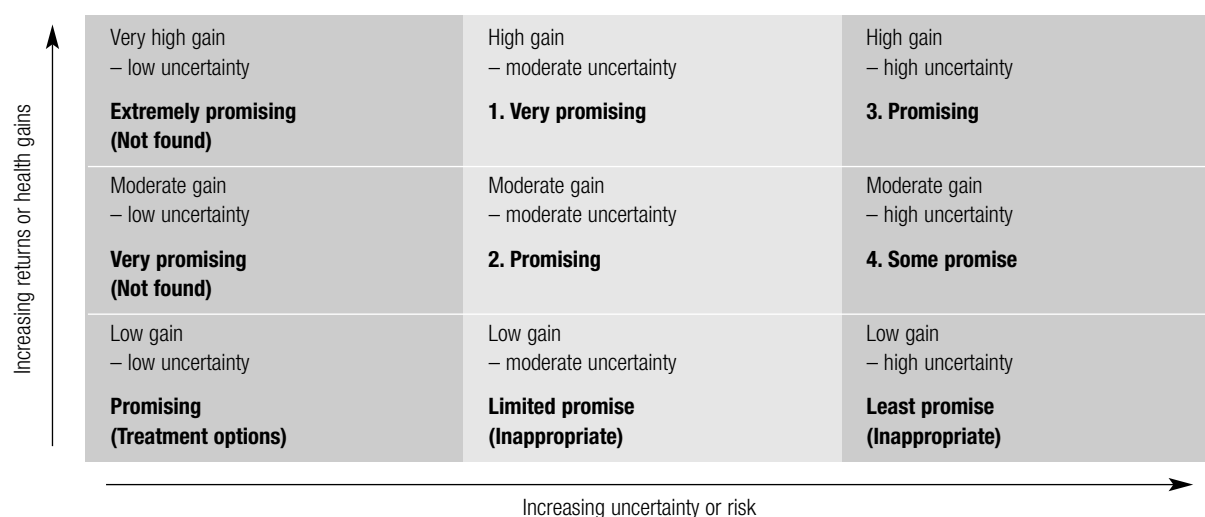 Increasing returns or health gains
Very high gain
– low uncertainty
Extremely promising
(Not found)
High gain
– moderate uncertainty
1. Very promising
High gain
– high uncertainty
3. Promising
Moderate gain
– low uncertainty
Very promising
(Not found)
Moderate gain
– moderate uncertainty
2. Promising
Moderate gain
– high uncertainty
4. Some promise
Low gain
– low uncertainty
Promising
(Treatment options)
Low gain
– moderate uncertainty
Limited promise
(Inappropriate)
Low gain
– high uncertainty
Least promise
(Inappropriate)
Increasing uncertainty or risk